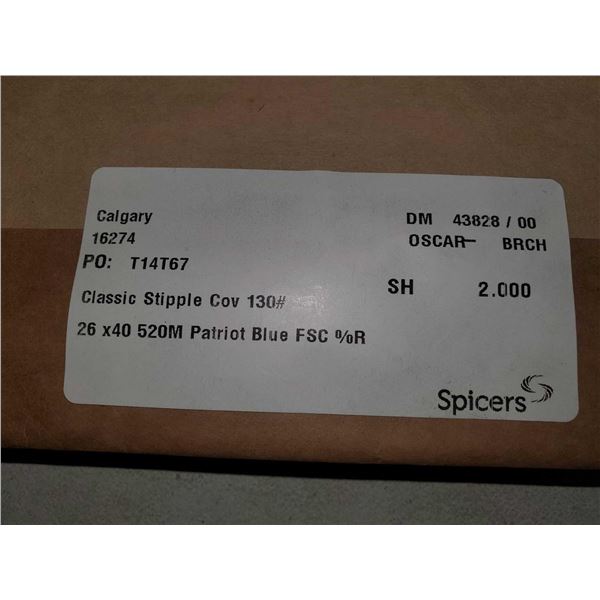 Calgary
16274
PO: T14T67
DM 43828 / 00
OSCAR- BRCH
SH 2.000
Classic Stipple Cov 130#
26 x40 520M Patriot Blue FSC %R
Spicers